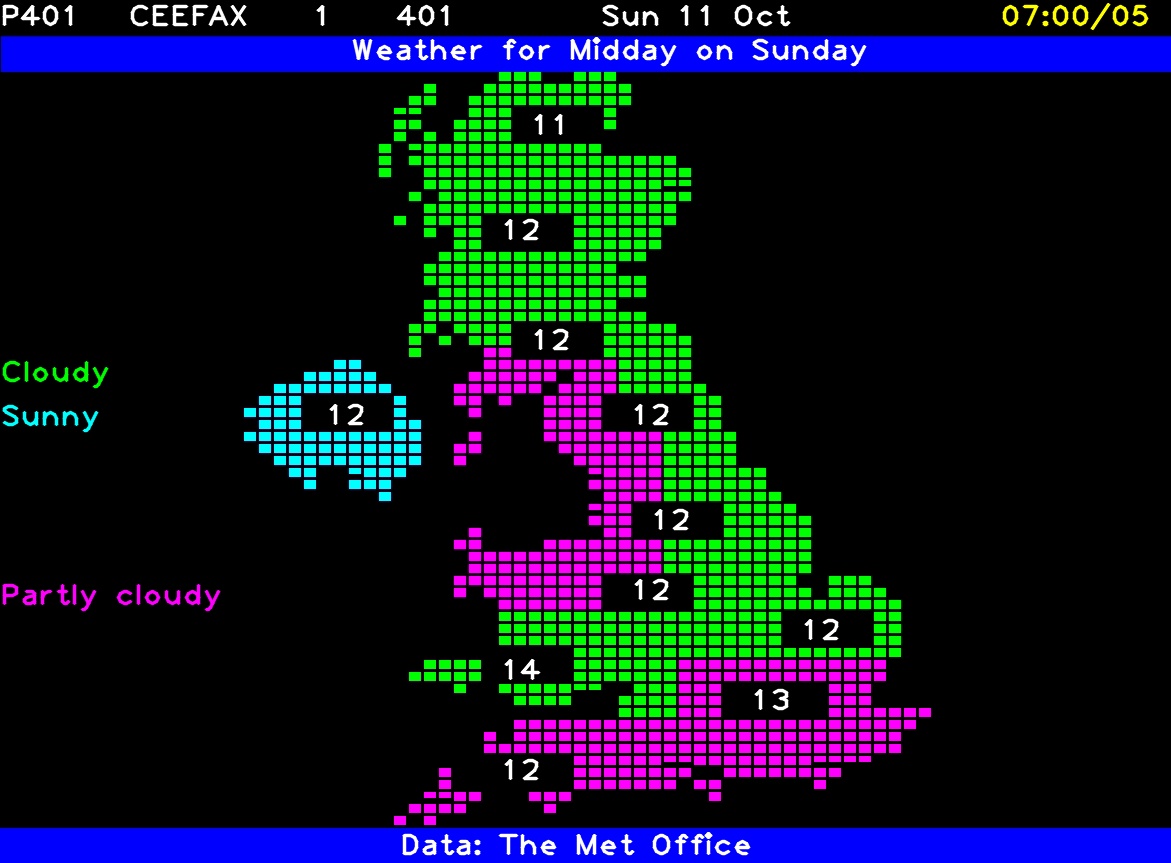 P401 CEEFAX 1 401 Sun 11 Oct 07:00/05
Weather for Midday on Sunday
11
12
12
Cloudy
Sunny 12 12
12
Partly cloudy 12
12
14
13
12
Data: The Met Office